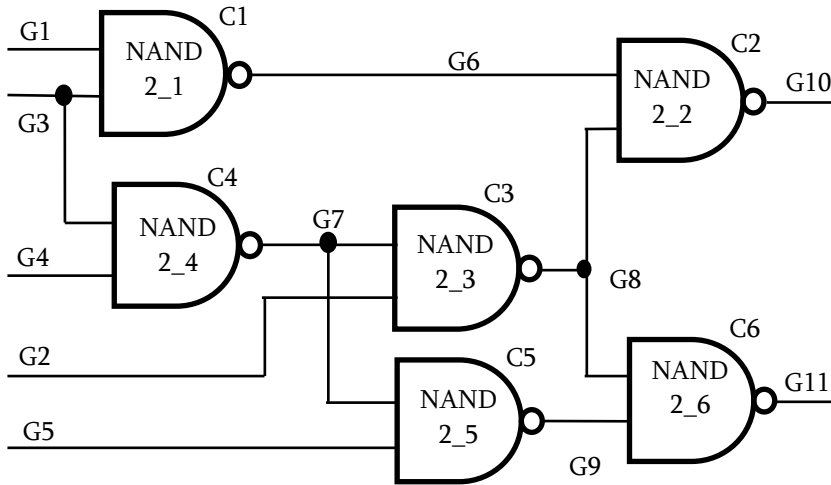 C1
G1
NAND
2_1
G3
G6
C2
NAND
2_2
G10
C4
NAND
2_4
G4
G7
C3
NAND
2_3
G8
G2
C5
NAND
2_5
G5
G9
C6
NAND
2_6
G11